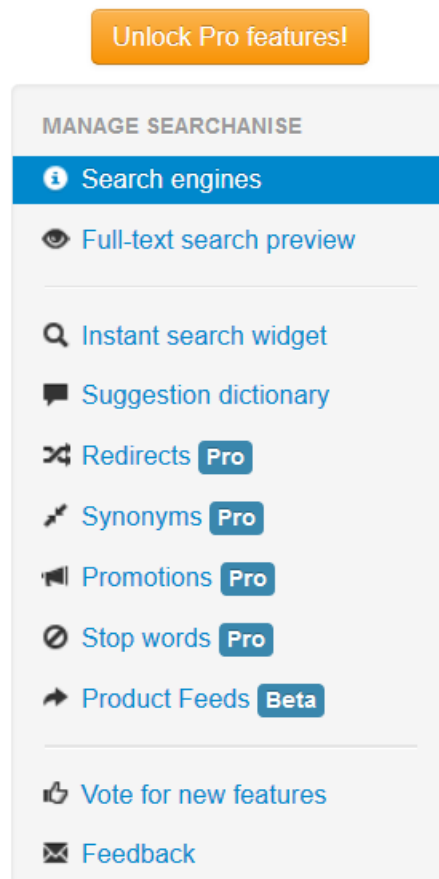 Unlock Pro features!
MANAGE SEARCHANISE
Search engines
Full-text search preview
Instant search widget
Suggestion dictionary
Redirects Pro
Synonyms Pro
Promotions Pro
Stop words Pro
Product Feeds Beta
Vote for new features
Feedback